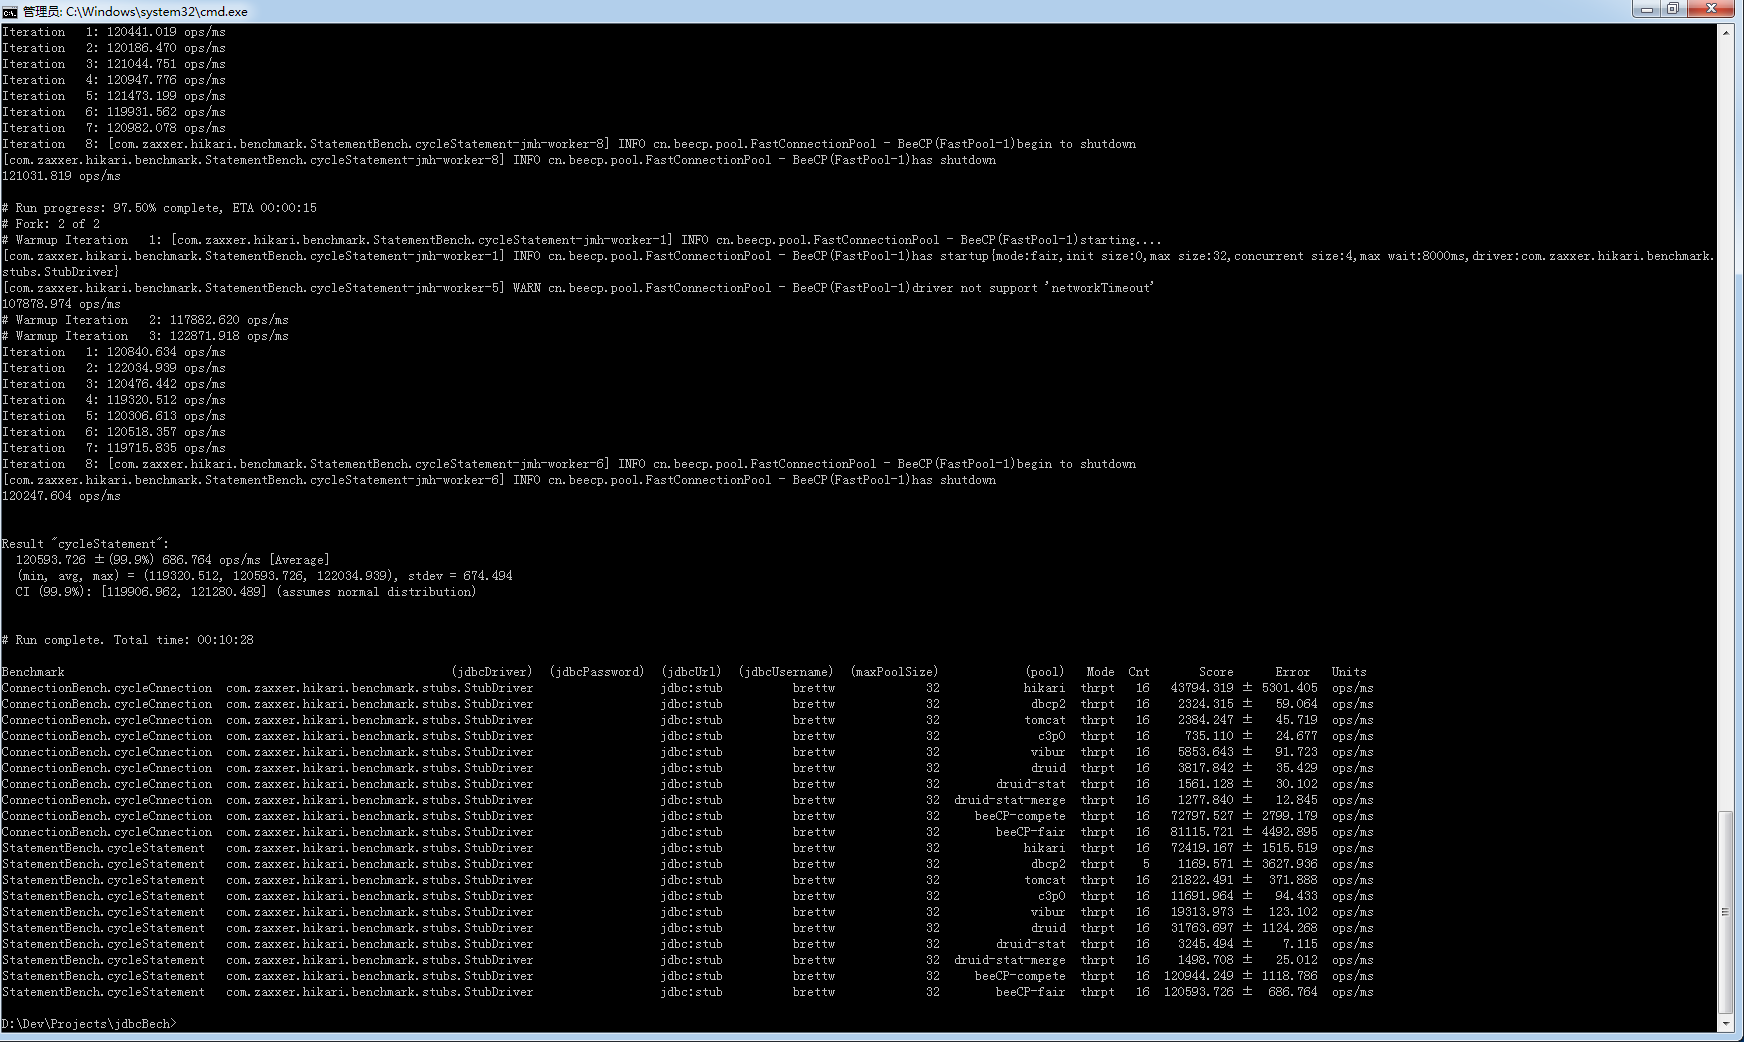 管理员: C:\Windows\system32\cmd.exe
Iteration   1: 120441.019 ops/ms
Iteration   2: 120186.470 ops/ms
Iteration   3: 121044.751 ops/ms
Iteration   4: 120947.776 ops/ms
Iteration   5: 121473.199 ops/ms
Iteration   6: 119931.562 ops/ms
Iteration   7: 120982.078 ops/ms
Iteration   8: [com.zaxxer.hikari.benchmark.StatementBench.cycleStatement-jmh-worker-8] INFO cn.beecp.pool.FastConnectionPool - BeeCP(FastPool-1)begin to shutdown
[com.zaxxer.hikari.benchmark.StatementBench.cycleStatement-jmh-worker-8] INFO cn.beecp.pool.FastConnectionPool - BeeCP(FastPool-1)has shutdown
121031.819 ops/ms
# Run progress: 97.50% complete, ETA 00:00:15
# Fork: 2 of 2
# Warmup Iteration   1: [com.zaxxer.hikari.benchmark.StatementBench.cycleStatement-jmh-worker-1] INFO cn.beecp.pool.FastConnectionPool - BeeCP(FastPool-1)starting....
[com.zaxxer.hikari.benchmark.StatementBench.cycleStatement-jmh-worker-1] INFO cn.beecp.pool.FastConnectionPool - BeeCP(FastPool-1)has startup{mode:fair,init size:0,max size:32,concurrent size:4,max wait:8000ms,driver:com.zaxxer.hikari.benchmark.
stubs.StubDriver}
[com.zaxxer.hikari.benchmark.StatementBench.cycleStatement-jmh-worker-5] WARN cn.beecp.pool.FastConnectionPool - BeeCP(FastPool-1)driver not support 'networkTimeout'
107878.974 ops/ms
# Warmup Iteration   2: 117882.620 ops/ms
# Warmup Iteration   3: 122871.918 ops/ms
Iteration   1: 120840.634 ops/ms
Iteration   2: 122034.939 ops/ms
Iteration   3: 120476.442 ops/ms
Iteration   4: 119320.512 ops/ms
Iteration   5: 120306.613 ops/ms
Iteration   6: 120518.357 ops/ms
Iteration   7: 119715.835 ops/ms
Iteration   8: [com.zaxxer.hikari.benchmark.StatementBench.cycleStatement-jmh-worker-6] INFO cn.beecp.pool.FastConnectionPool - BeeCP(FastPool-1)begin to shutdown
[com.zaxxer.hikari.benchmark.StatementBench.cycleStatement-jmh-worker-6] INFO cn.beecp.pool.FastConnectionPool - BeeCP(FastPool-1)has shutdown
120247.604 ops/ms
Result "cycleStatement":
  120593.726 ±(99.9%) 686.764 ops/ms [Average]
  (min, avg, max) = (119320.512, 120593.726, 122034.939), stdev = 674.494
  CI (99.9%): [119906.962, 121280.489] (assumes normal distribution)
# Run complete. Total time: 00:10:28
Benchmark (jdbcDriver) (jdbcPassword) (jdbcUrl) (jdbcUsername) (maxPoolSize) (pool) Mode Cnt Score Error Units
ConnectionBench.cycleCnnection com.zaxxer.hikari.benchmark.stubs.StubDriver jdbc:stub brettw 32 hikari thrpt 16 43794.319 ± 5301.405 ops/ms
ConnectionBench.cycleCnnection com.zaxxer.hikari.benchmark.stubs.StubDriver jdbc:stub brettw 32 dbcp2 thrpt 16 2324.315 ± 59.064 ops/ms
ConnectionBench.cycleCnnection com.zaxxer.hikari.benchmark.stubs.StubDriver jdbc:stub brettw 32 tomcat thrpt 16 2384.247 ± 45.719 ops/ms
ConnectionBench.cycleCnnection com.zaxxer.hikari.benchmark.stubs.StubDriver jdbc:stub brettw 32 c3p0 thrpt 16 735.110 ± 24.677 ops/ms
ConnectionBench.cycleCnnection com.zaxxer.hikari.benchmark.stubs.StubDriver jdbc:stub brettw 32 vibur thrpt 16 5853.643 ± 91.723 ops/ms
ConnectionBench.cycleCnnection com.zaxxer.hikari.benchmark.stubs.StubDriver jdbc:stub brettw 32 druid thrpt 16 3817.842 ± 35.429 ops/ms
ConnectionBench.cycleCnnection com.zaxxer.hikari.benchmark.stubs.StubDriver jdbc:stub brettw 32 druid-stat thrpt 16 1561.128 ± 30.102 ops/ms
ConnectionBench.cycleCnnection com.zaxxer.hikari.benchmark.stubs.StubDriver jdbc:stub brettw 32 druid-stat-merge thrpt 16 1277.840 ± 12.845 ops/ms
ConnectionBench.cycleCnnection com.zaxxer.hikari.benchmark.stubs.StubDriver jdbc:stub brettw 32 beeCP-compete thrpt 16 72797.527 ± 2799.179 ops/ms
ConnectionBench.cycleCnnection com.zaxxer.hikari.benchmark.stubs.StubDriver jdbc:stub brettw 32 beeCP-fair thrpt 16 81115.721 ± 4492.895 ops/ms
StatementBench.cycleStatement com.zaxxer.hikari.benchmark.stubs.StubDriver jdbc:stub brettw 32 hikari thrpt 16 72419.167 ± 1515.519 ops/ms
StatementBench.cycleStatement com.zaxxer.hikari.benchmark.stubs.StubDriver jdbc:stub brettw 32 dbcp2 thrpt 5 1169.571 ± 3627.936 ops/ms
StatementBench.cycleStatement com.zaxxer.hikari.benchmark.stubs.StubDriver jdbc:stub brettw 32 tomcat thrpt 16 21822.491 ± 371.888 ops/ms
StatementBench.cycleStatement com.zaxxer.hikari.benchmark.stubs.StubDriver jdbc:stub brettw 32 c3p0 thrpt 16 11691.964 ± 94.433 ops/ms
StatementBench.cycleStatement com.zaxxer.hikari.benchmark.stubs.StubDriver jdbc:stub brettw 32 vibur thrpt 16 19313.973 ± 123.102 ops/ms
StatementBench.cycleStatement com.zaxxer.hikari.benchmark.stubs.StubDriver jdbc:stub brettw 32 druid thrpt 16 31763.697 ± 1124.268 ops/ms
StatementBench.cycleStatement com.zaxxer.hikari.benchmark.stubs.StubDriver jdbc:stub brettw 32 druid-stat thrpt 16 3245.494 ± 7.115 ops/ms
StatementBench.cycleStatement com.zaxxer.hikari.benchmark.stubs.StubDriver jdbc:stub brettw 32 druid-stat-merge thrpt 16 1498.708 ± 25.012 ops/ms
StatementBench.cycleStatement com.zaxxer.hikari.benchmark.stubs.StubDriver jdbc:stub brettw 32 beeCP-compete thrpt 16 120944.249 ± 1118.786 ops/ms
StatementBench.cycleStatement com.zaxxer.hikari.benchmark.stubs.StubDriver jdbc:stub brettw 32 beeCP-fair thrpt 16 120593.726 ± 686.764 ops/ms
D:\Dev\Projects\jdbcBech>